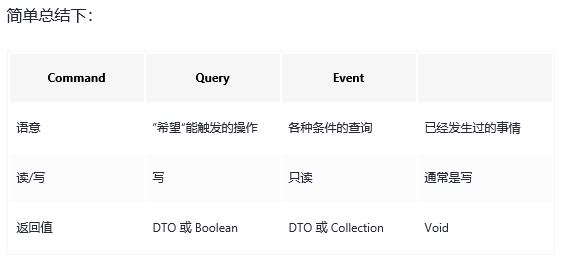 简单总结下：
Command Query Event
语意 “希望”能触发的操作 各种条件的查询 已经发生过的事情
读/写 写 只读 通常是写
返回值 DTO 或 Boolean DTO 或 Collection Void